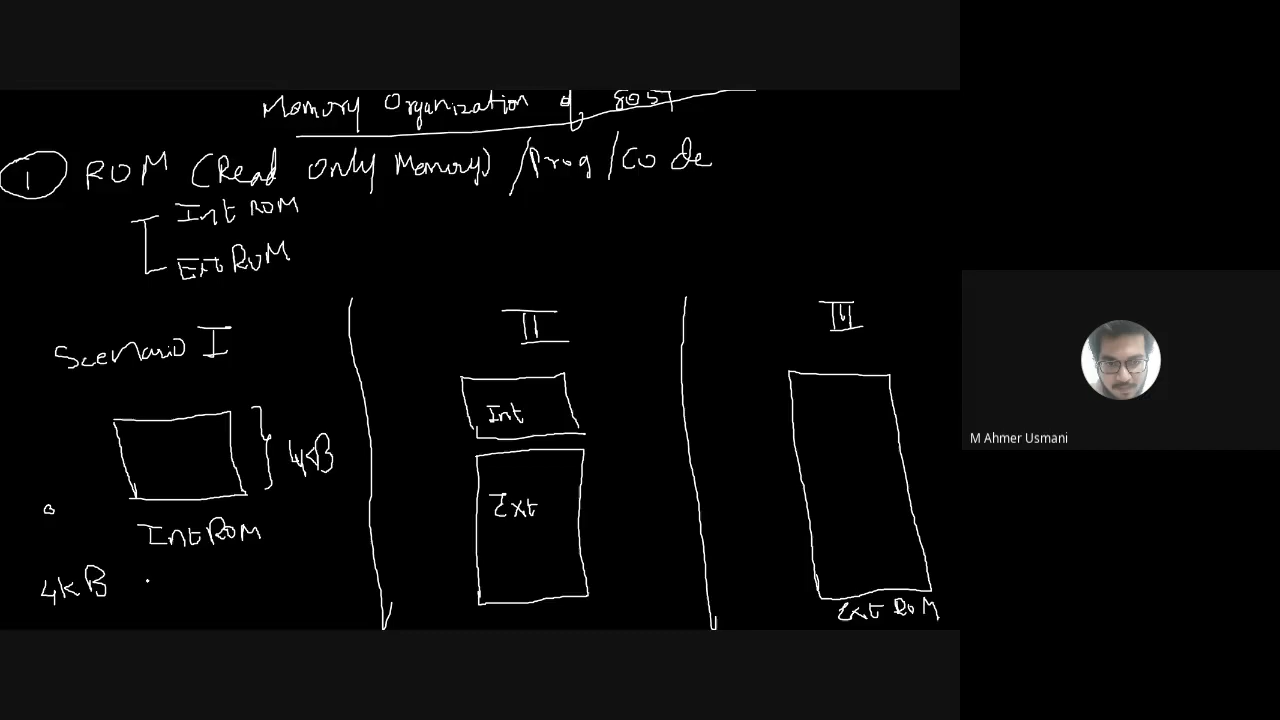 Memory Organization of 8051
1 ROM (Read Only Memory) /Prog/Code
Int ROM
Ext ROM
Scenario I
II
III
Int
4KB
Ext
Int ROM
4KB
Ext ROM
M Ahmer Usmani